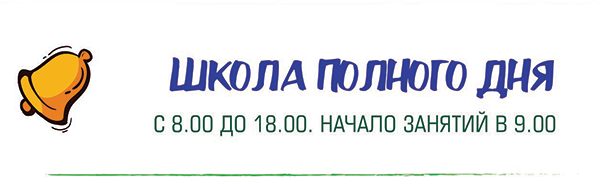 ШКОЛА ПОЛНОГО ДНЯ
С 8.00 ДО 18.00. НАЧАЛО ЗАНЯТИЙ В 9.00